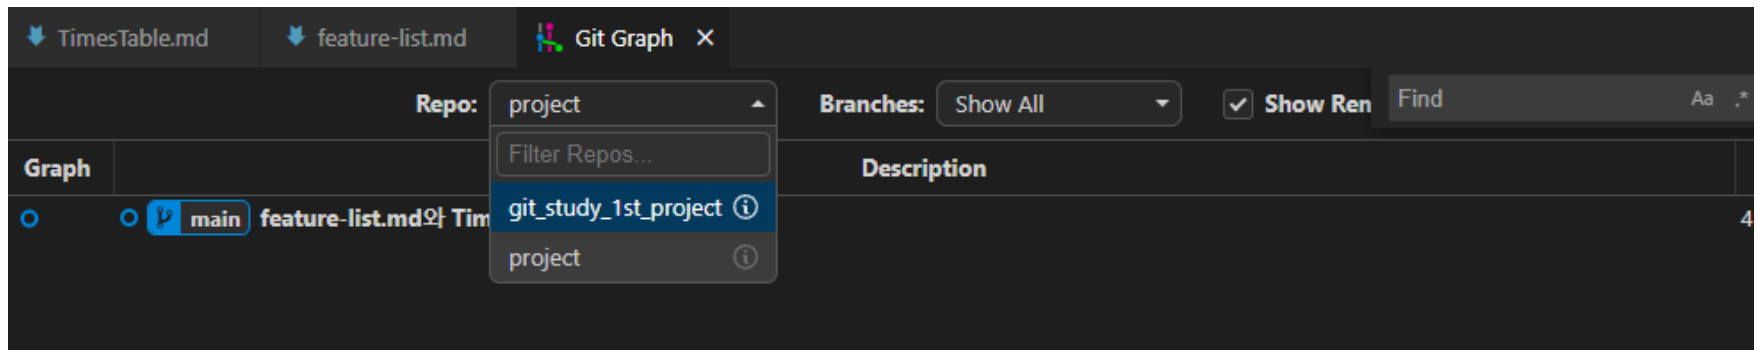 TimesTable.md feature-list.md Git Graph
Repo: project Branches: Show All Show Ren Find Aa .*
Filter Repos...
Graph Description
git_study_1st_project
main feature-list.md와 Tim 4
project